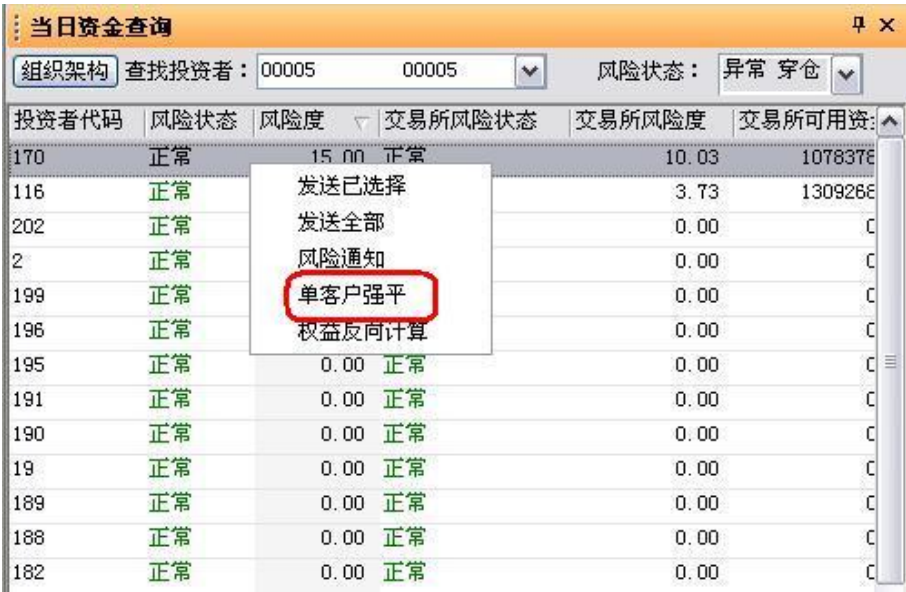 当日资金查询
组织架构 查找投资者： 00005 00005 风险状态： 异常 穿仓
投资者代码 风险状态 风险度 交易所风险状态 交易所风险度 交易所可用资
170 正常 15.00 正常 10.03 1078378
发送已选择
116 正常 3.73 1309268
发送全部
202 正常 0.00
风险通知
2 正常 0.00
单客户强平
199 正常 0.00
权益反向计算
196 正常 0.00
195 正常 0.00 正常 0.00
191 正常 0.00 正常 0.00
190 正常 0.00 正常 0.00
19 正常 0.00 正常 0.00
189 正常 0.00 正常 0.00
188 正常 0.00 正常 0.00
182 正常 0.00 正常 0.00